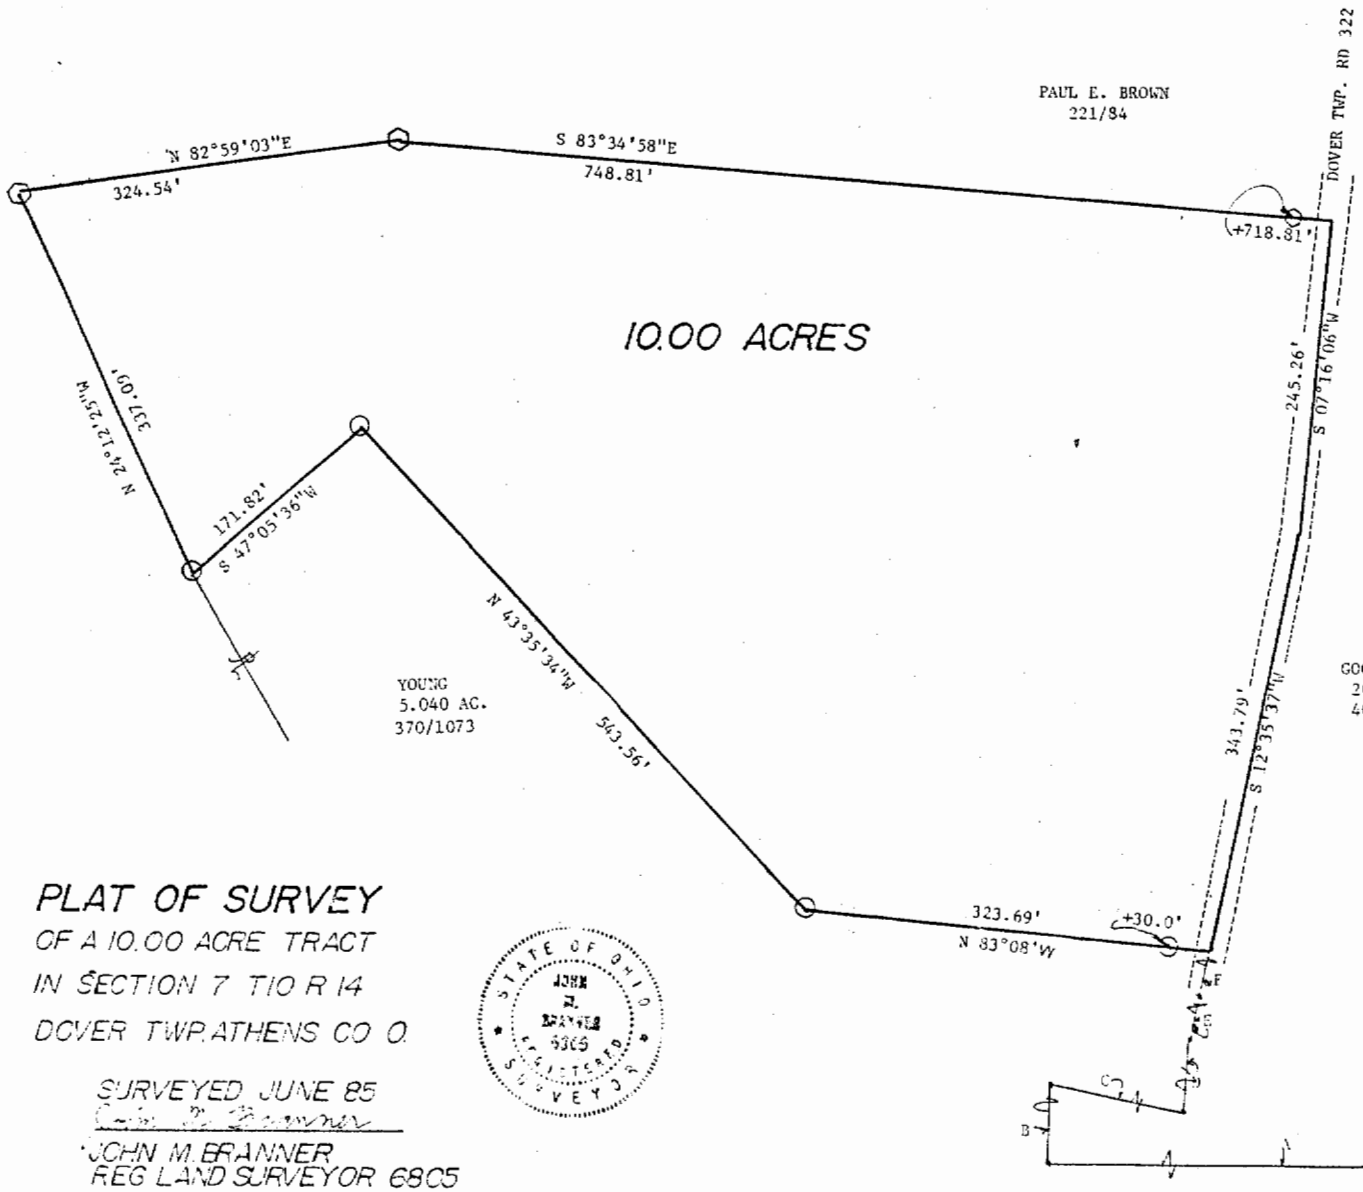 DOVER TWP. RD 322
PAUL E. BROWN
221/84
N 82°59'03"E
324.54'
S 83°34'58"E
748.81'
+718.81'
10.00 ACRES
245.26'
S 07°16'06"W
337.09'
N 24°12'25"W
171.82'
S 47°05'36"W
N 43°35'34"W
543.56'
YOUNG
5.040 AC.
370/1073
343.79'
S 12°35'37"W
323.69'
+30.0'
N 83°08'W
PLAT OF SURVEY
OF A 10.00 ACRE TRACT
IN SECTION 7 T10 R 14
DOVER TWP. ATHENS CO O.
STATE OF OHIO
JOHN
M.
BRANNER
REGISTERED
SURVEYOR
SURVEYED JUNE 85
JOHN M. BRANNER
REG LAND SURVEYOR 6805
F
C
B